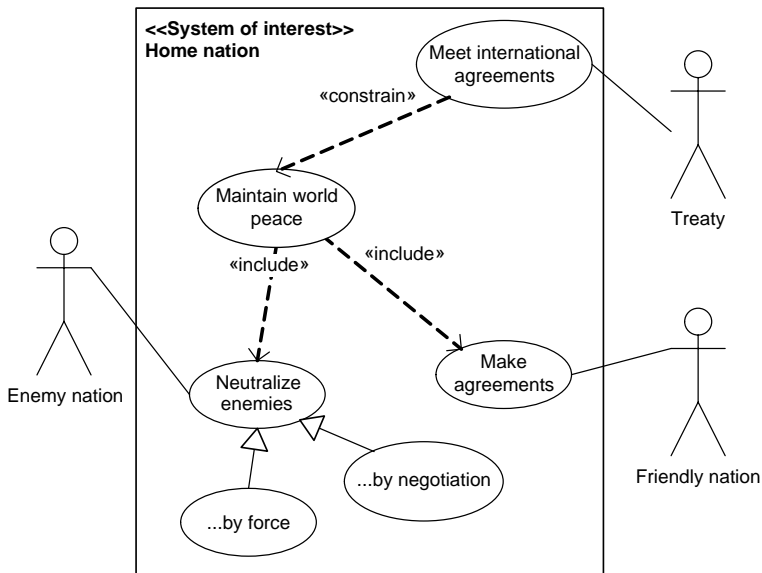 <<System of interest>>
Home nation
Meet international
agreements
«constrain»
Treaty
Maintain world
peace
«include»
«include»
Enemy nation
Neutralize
enemies
Make
agreements
Friendly nation
...by negotiation
...by force